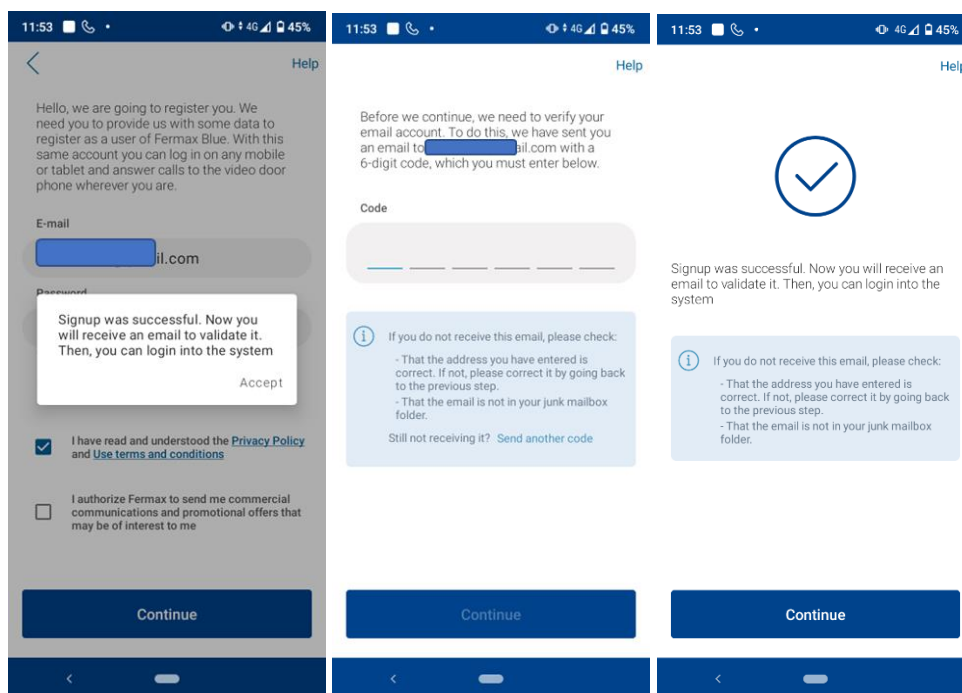 11:53 4G 45%
Help
Hello, we are going to register you. We
need you to provide us with some data to
register as a user of Fermax Blue. With this
same account you can log in on any mobile
or tablet and answer calls to the video door
phone wherever you are.
E-mail
il.com
Password
Signup was successful. Now you
will receive an email to validate it.
Then, you can login into the system
Accept
I have read and understood the Privacy Policy
and Use terms and conditions
I authorize Fermax to send me commercial
communications and promotional offers that
may be of interest to me
Continue
11:53 4G 45%
Help
Before we continue, we need to verify your
email account. To do this, we have sent you
an email to ail.com with a
6-digit code, which you must enter below.
Code
If you do not receive this email, please check:
- That the address you have entered is
correct. If not, please correct it by going back
to the previous step.
- That the email is not in your junk mailbox
folder.
Still not receiving it? Send another code
Continue
11:53 4G 45%
Help
Signup was successful. Now you will receive an
email to validate it. Then, you can login into the
system
If you do not receive this email, please check:
- That the address you have entered is
correct. If not, please correct it by going back
to the previous step.
- That the email is not in your junk mailbox
folder.
Continue